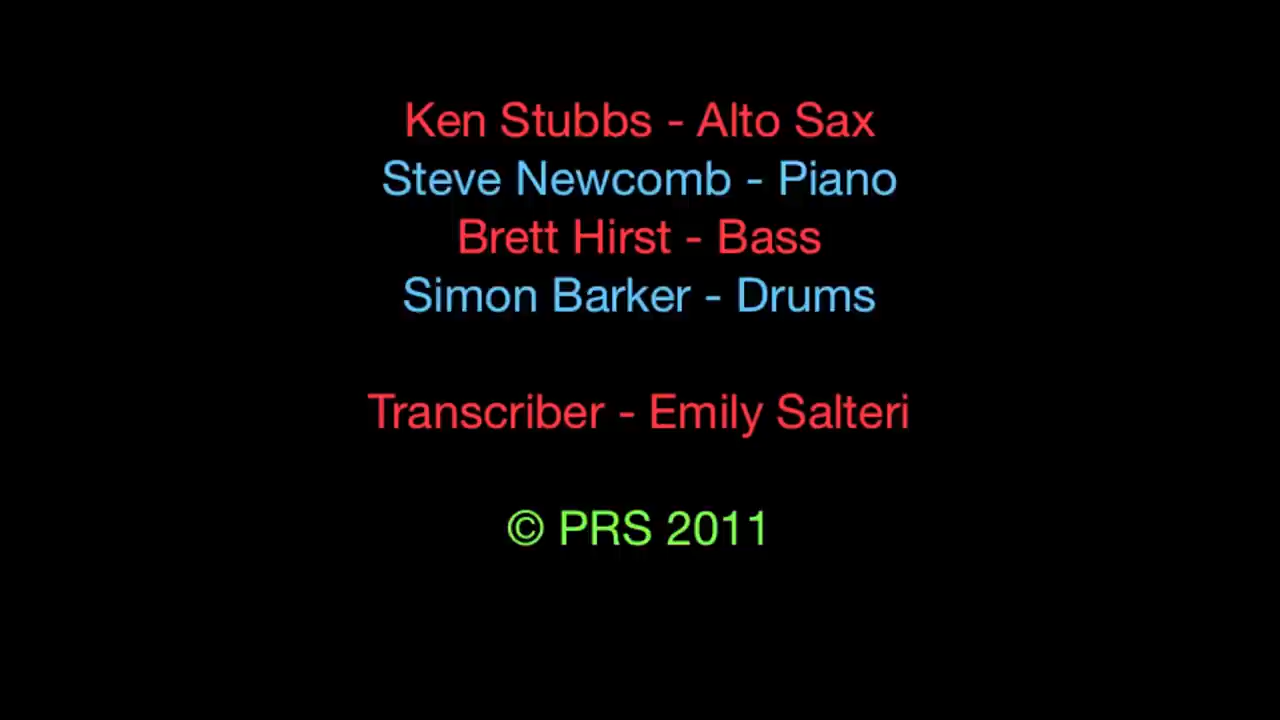 Ken Stubbs - Alto Sax
Steve Newcomb - Piano
Brett Hirst - Bass
Simon Barker - Drums
Transcriber - Emily Salteri
© PRS 2011